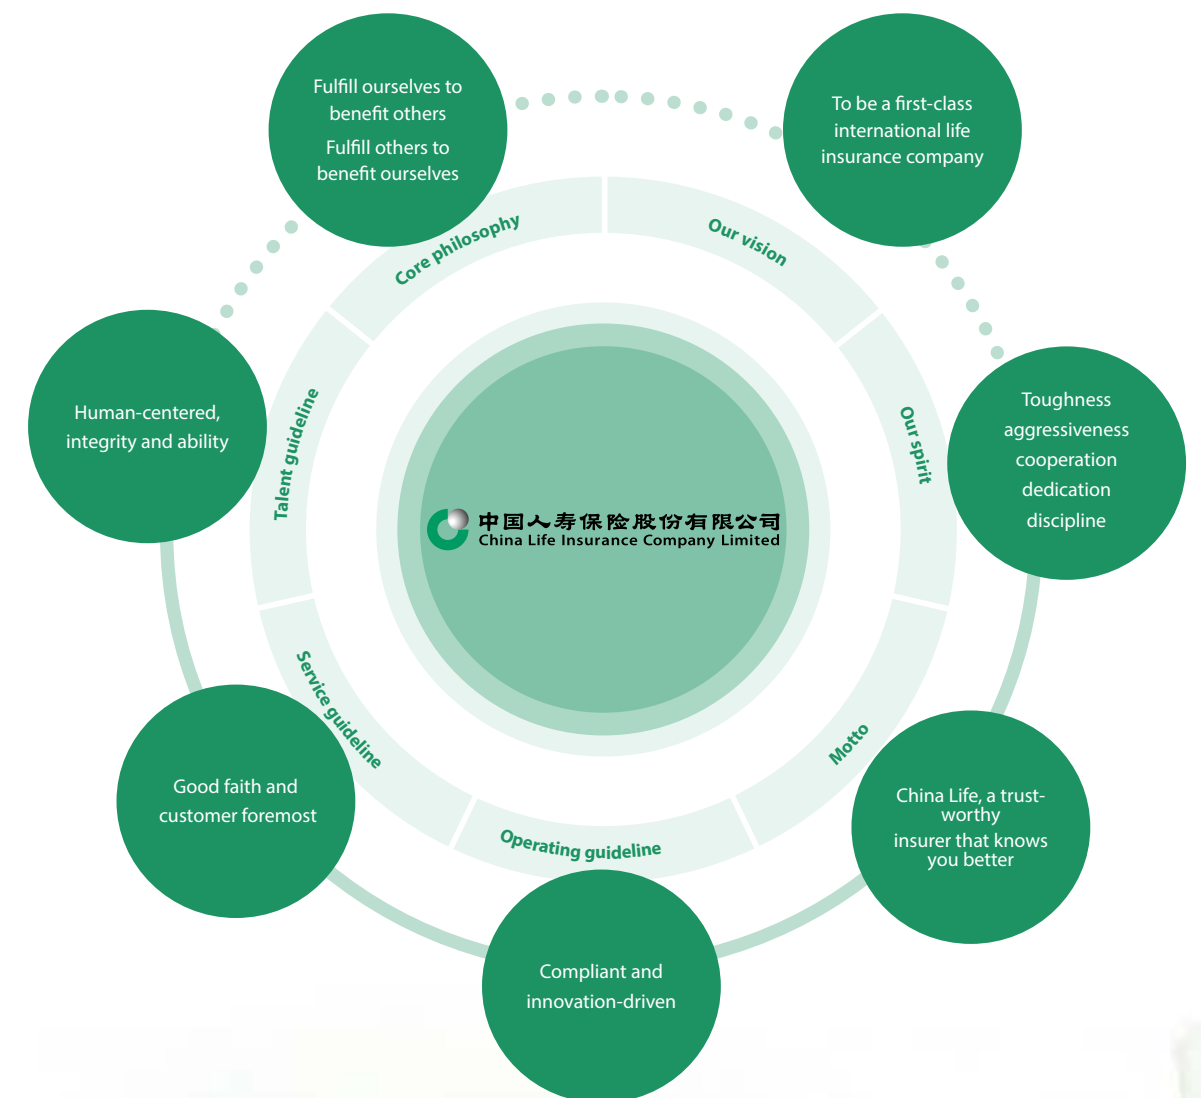 Fulfill ourselves to
benefit others
Fulfill others to
benefit ourselves
To be a first-class
international life
insurance company
Core philosophy
Our vision
Human-centered,
integrity and ability
Talent guideline
Our spirit
Toughness
aggressiveness
cooperation
dedication
discipline
中国人寿保险股份有限公司
China Life Insurance Company Limited
Service guideline
Motto
Good faith and
customer foremost
China Life, a trust-
worthy
insurer that knows
you better
Operating guideline
Compliant and
innovation-driven